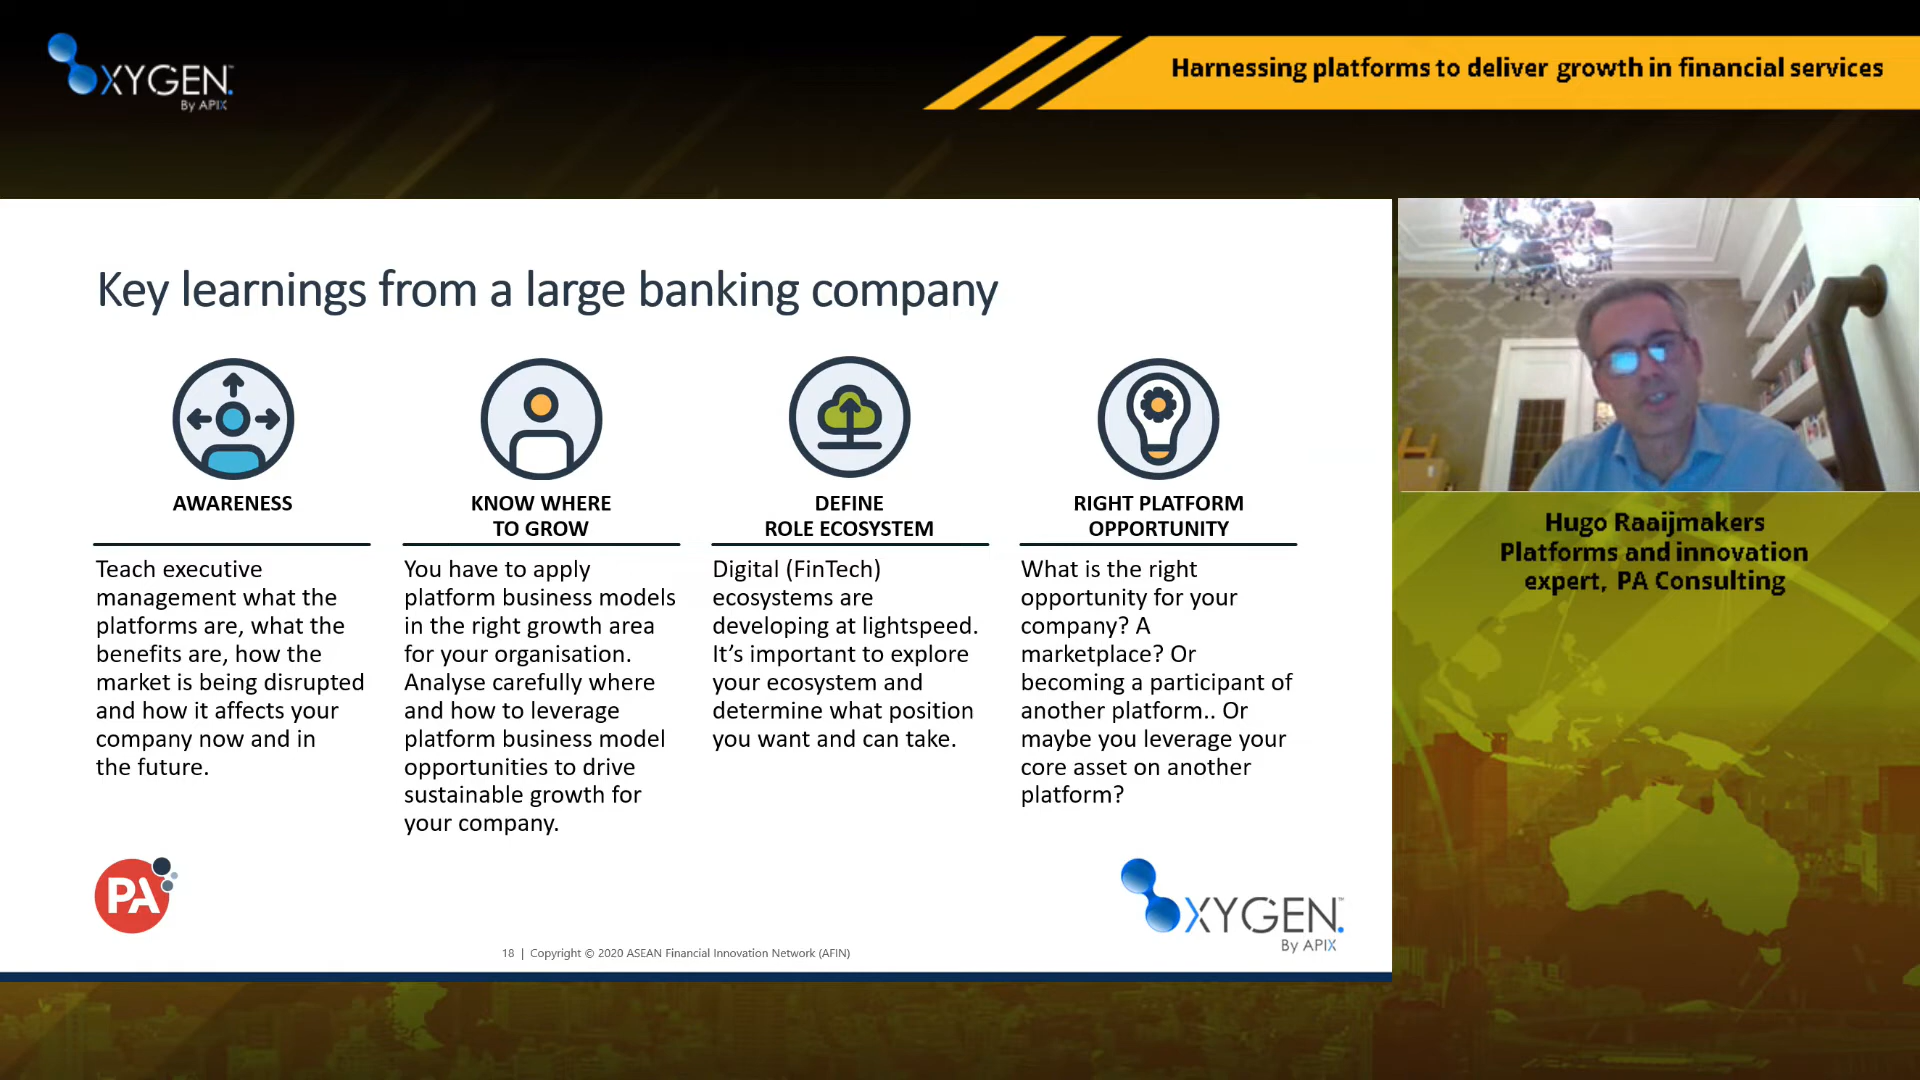 OXYGEN.
By APIX
Harnessing platforms to deliver growth in financial services
Key learnings from a large banking company
AWARENESS
Teach executive
management what the
platforms are, what the
benefits are, how the
market is being disrupted
and how it affects your
company now and in
the future.
KNOW WHERE
TO GROW
You have to apply
platform business models
in the right growth area
for your organisation.
Analyse carefully where
and how to leverage
platform business model
opportunities to drive
sustainable growth for
your company.
DEFINE
ROLE ECOSYSTEM
Digital (FinTech)
ecosystems are
developing at lightspeed.
It’s important to explore
your ecosystem and
determine what position
you want and can take.
RIGHT PLATFORM
OPPORTUNITY
What is the right
opportunity for your
company? A
marketplace? Or
becoming a participant of
another platform.. Or
maybe you leverage your
core asset on another
platform?
Hugo Raaijmakers
Platforms and innovation
expert, PA Consulting
PA
OXYGEN.™
By APIX
18 | Copyright © 2020 ASEAN Financial Innovation Network (AFIN)